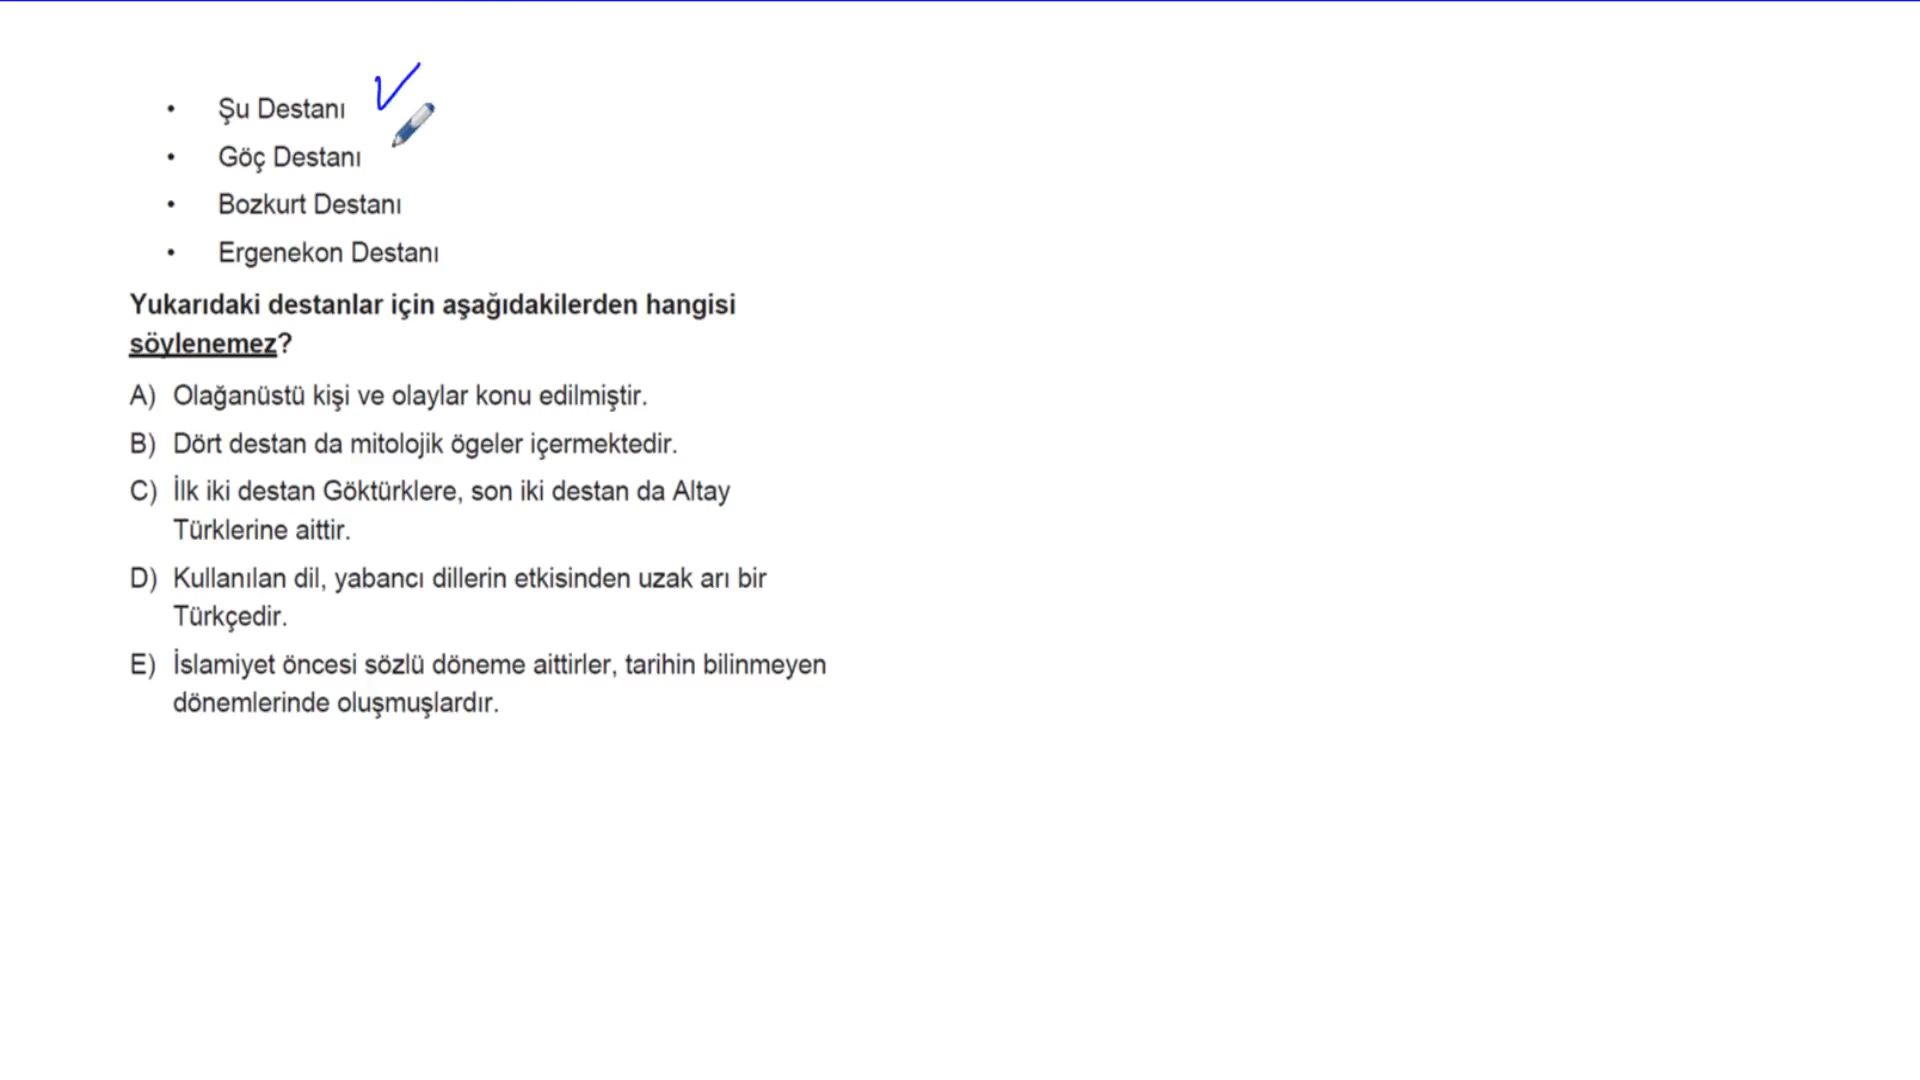 • Şu Destanı
• Göç Destanı
• Bozkurt Destanı
• Ergenekon Destanı
Yukarıdaki destanlar için aşağıdakilerden hangisi
söylenemez?
A) Olağanüstü kişi ve olaylar konu edilmiştir.
B) Dört destan da mitolojik ögeler içermektedir.
C) İlk iki destan Göktürklere, son iki destan da Altay
Türklerine aittir.
D) Kullanılan dil, yabancı dillerin etkisinden uzak arı bir
Türkçedir.
E) İslamiyet öncesi sözlü döneme aittirler, tarihin bilinmeyen
dönemlerinde oluşmuşlardır.